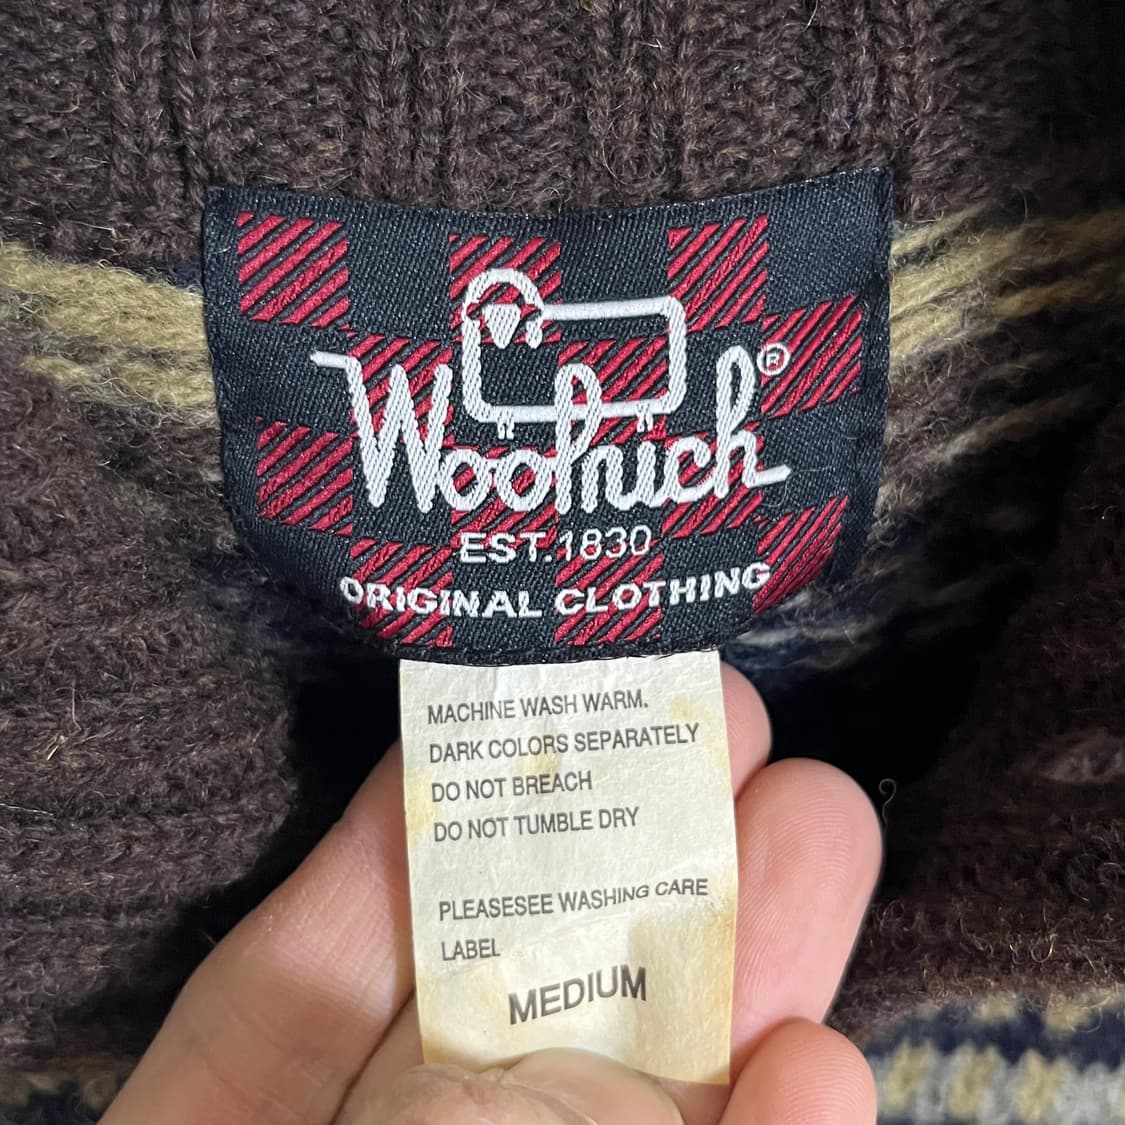 Woolrich®
EST. 1830
ORIGINAL CLOTHING
MACHINE WASH WARM.
DARK COLORS SEPARATELY
DO NOT BREACH
DO NOT TUMBLE DRY
PLEASESEE WASHING CARE
LABEL
MEDIUM